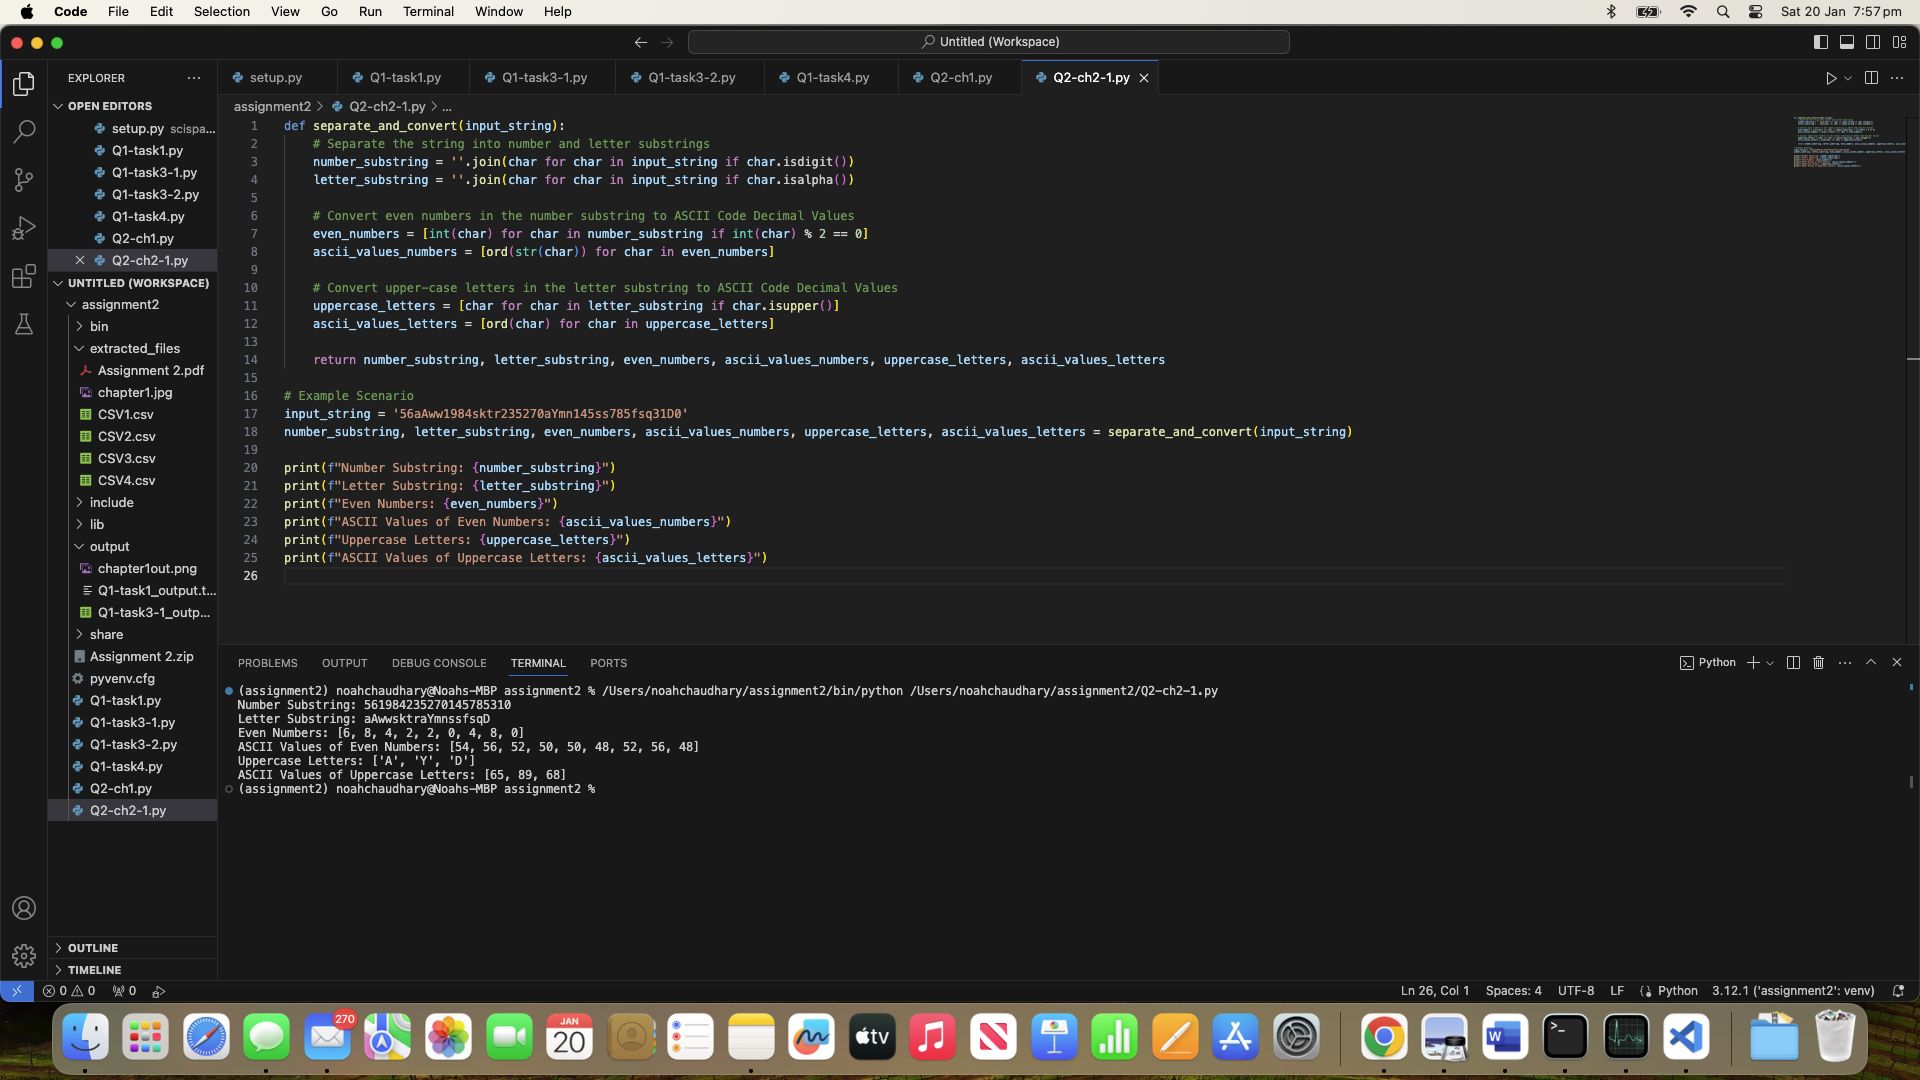 Code File Edit Selection View Go Run Terminal Window Help
Sat 20 Jan 7:57 pm
Untitled (Workspace)
EXPLORER
OPEN EDITORS
setup.py scispa...
Q1-task1.py
Q1-task3-1.py
Q1-task3-2.py
Q1-task4.py
Q2-ch1.py
Q2-ch2-1.py
UNTITLED (WORKSPACE)
assignment2
bin
extracted_files
Assignment 2.pdf
chapter1.jpg
CSV1.csv
CSV2.csv
CSV3.csv
CSV4.csv
include
lib
output
chapter1out.png
Q1-task1_output.t...
Q1-task3-1_outp...
share
Assignment 2.zip
pyvenv.cfg
Q1-task1.py
Q1-task3-1.py
Q1-task3-2.py
Q1-task4.py
Q2-ch1.py
Q2-ch2-1.py
OUTLINE
TIMELINE
setup.py Q1-task1.py Q1-task3-1.py Q1-task3-2.py Q1-task4.py Q2-ch1.py Q2-ch2-1.py
assignment2 > Q2-ch2-1.py > ...
1 def separate_and_convert(input_string):
2 # Separate the string into number and letter substrings
3 number_substring = ''.join(char for char in input_string if char.isdigit())
4 letter_substring = ''.join(char for char in input_string if char.isalpha())
5
6 # Convert even numbers in the number substring to ASCII Code Decimal Values
7 even_numbers = [int(char) for char in number_substring if int(char) % 2 == 0]
8 ascii_values_numbers = [ord(str(char)) for char in even_numbers]
9
10 # Convert upper-case letters in the letter substring to ASCII Code Decimal Values
11 uppercase_letters = [char for char in letter_substring if char.isupper()]
12 ascii_values_letters = [ord(char) for char in uppercase_letters]
13
14 return number_substring, letter_substring, even_numbers, ascii_values_numbers, uppercase_letters, ascii_values_letters
15
16 # Example Scenario
17 input_string = '56aAww1984sktr235270aYmn145ss785fsq31D0'
18 number_substring, letter_substring, even_numbers, ascii_values_numbers, uppercase_letters, ascii_values_letters = separate_and_convert(input_string)
19
20 print(f"Number Substring: {number_substring}")
21 print(f"Letter Substring: {letter_substring}")
22 print(f"Even Numbers: {even_numbers}")
23 print(f"ASCII Values of Even Numbers: {ascii_values_numbers}")
24 print(f"Uppercase Letters: {uppercase_letters}")
25 print(f"ASCII Values of Uppercase Letters: {ascii_values_letters}")
26
PROBLEMS OUTPUT DEBUG CONSOLE TERMINAL PORTS
Python
(assignment2) noahchaudhary@Noahs-MBP assignment2 % /Users/noahchaudhary/assignment2/bin/python /Users/noahchaudhary/assignment2/Q2-ch2-1.py
Number Substring: 561984235270145785310
Letter Substring: aAwwsktraYmnssfsqD
Even Numbers: [6, 8, 4, 2, 2, 0, 4, 8, 0]
ASCII Values of Even Numbers: [54, 56, 52, 50, 50, 48, 52, 56, 48]
Uppercase Letters: ['A', 'Y', 'D']
ASCII Values of Uppercase Letters: [65, 89, 68]
(assignment2) noahchaudhary@Noahs-MBP assignment2 %
0 0 0
Ln 26, Col 1 Spaces: 4 UTF-8 LF Python 3.12.1 ('assignment2': venv)
270
JAN
20
tv
W